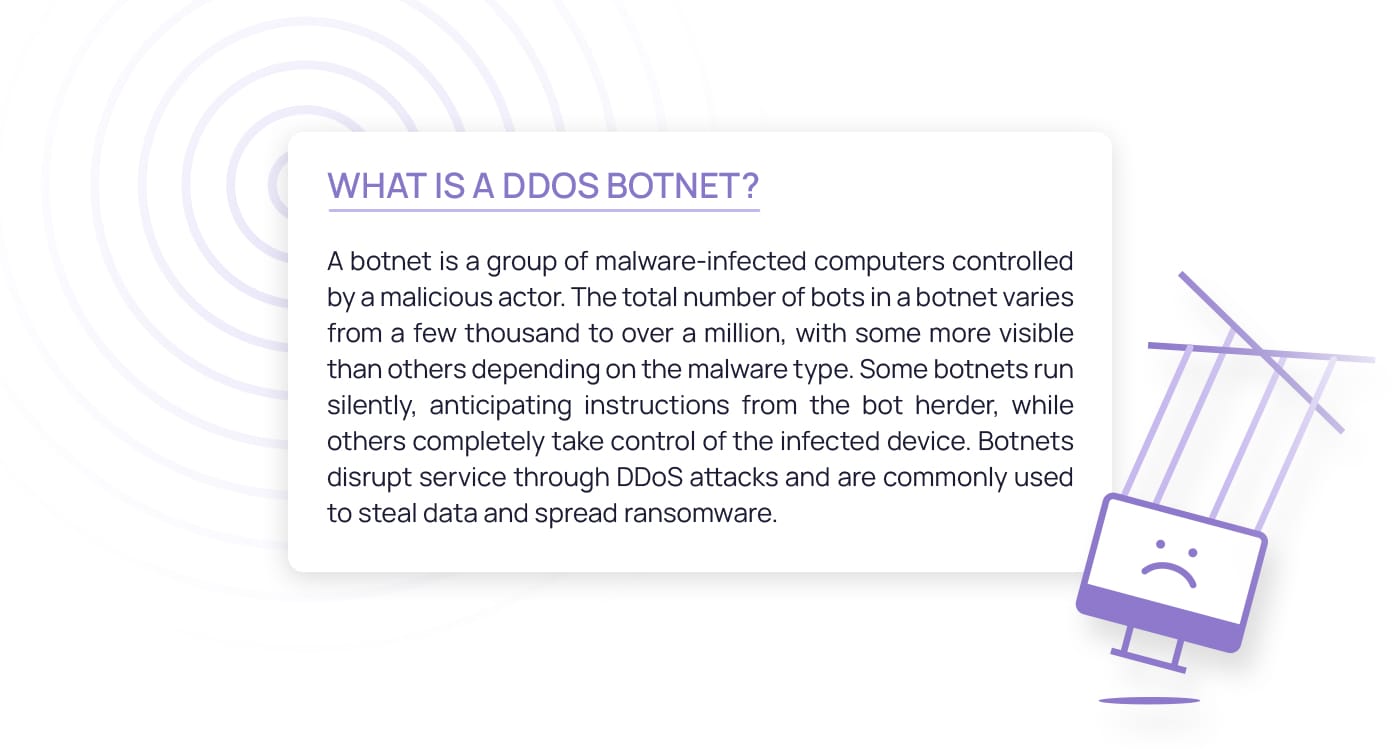 WHAT IS A DDOS BOTNET?
A botnet is a group of malware-infected computers controlled
by a malicious actor. The total number of bots in a botnet varies
from a few thousand to over a million, with some more visible
than others depending on the malware type. Some botnets run
silently, anticipating instructions from the bot herder, while
others completely take control of the infected device. Botnets
disrupt service through DDoS attacks and are commonly used
to steal data and spread ransomware.